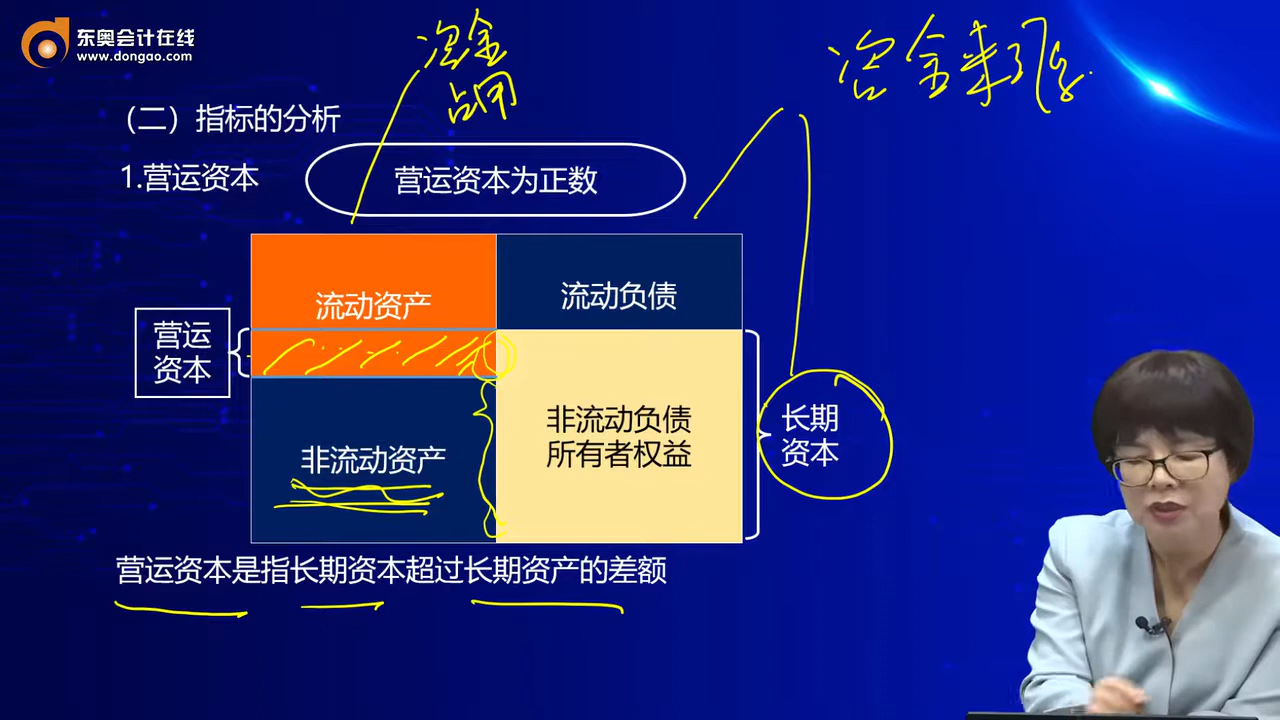 东奥会计在线
www.dongao.com
资金
占用
资金来源
（二）指标的分析
1.营运资本
营运资本为正数
流动资产
流动负债
营运
资本
非流动资产
非流动负债
所有者权益
长期
资本
营运资本是指长期资本超过长期资产的差额